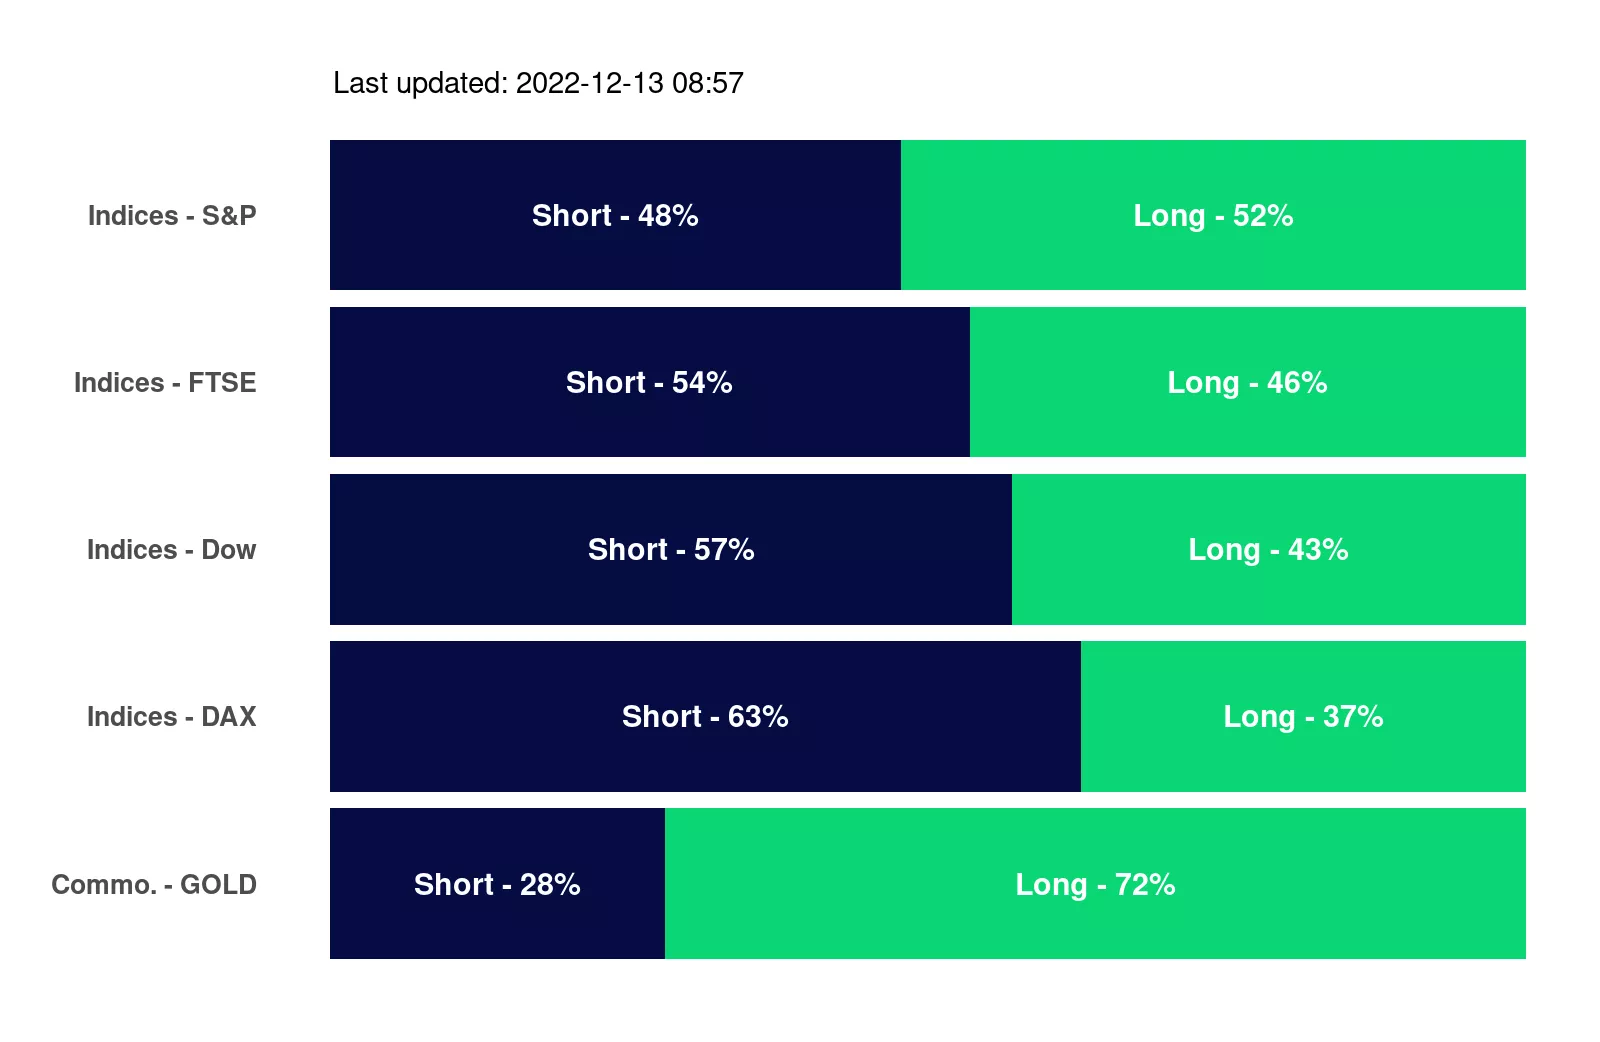 Last updated: 2022-12-13 08:57
Indices - S&P Short - 48% Long - 52%
Indices - FTSE Short - 54% Long - 46%
Indices - Dow Short - 57% Long - 43%
Indices - DAX Short - 63% Long - 37%
Commo. - GOLD Short - 28% Long - 72%